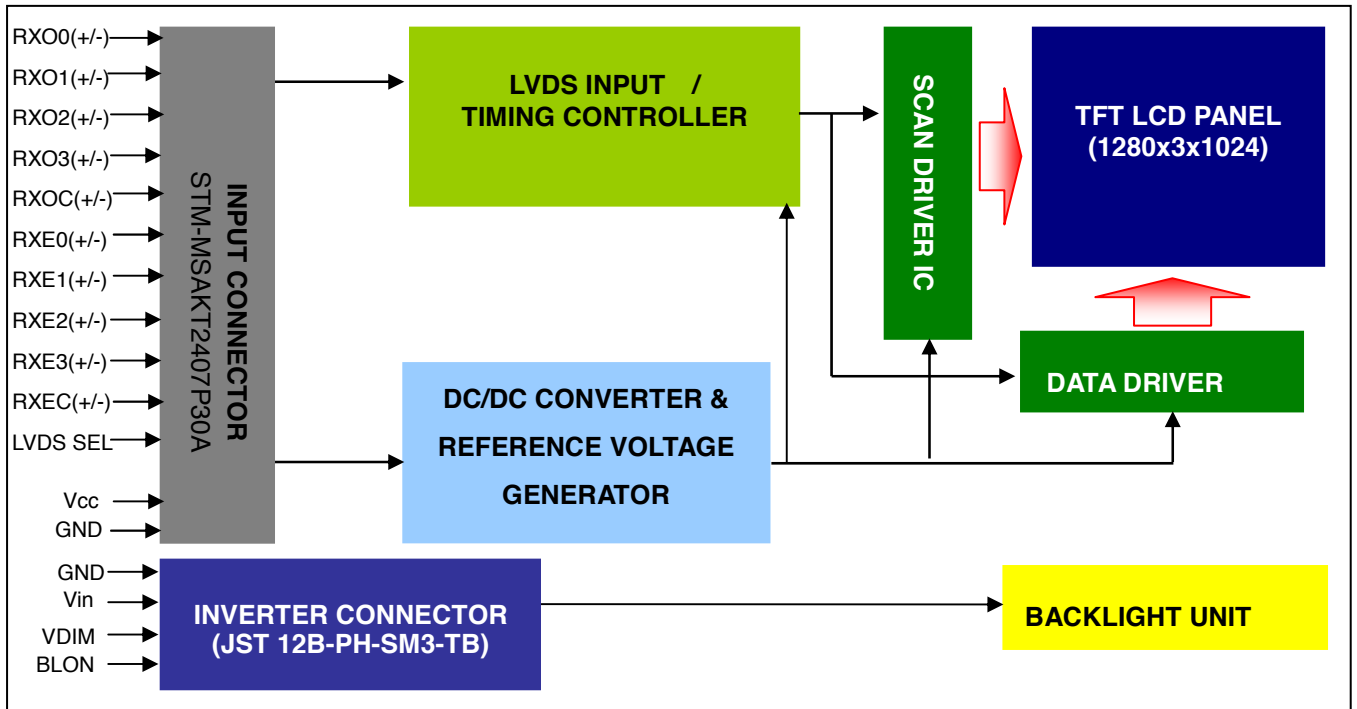 RXO0(+/-)
RXO1(+/-)
RXO2(+/-)
RXO3(+/-)
RXOC(+/-)
RXE0(+/-)
RXE1(+/-)
RXE2(+/-)
RXE3(+/-)
RXEC(+/-)
LVDS SEL
Vcc
GND
INPUT CONNECTOR
STM-MSAKT2407P30A
LVDS INPUT /
TIMING CONTROLLER
SCAN DRIVER IC
TFT LCD PANEL
(1280x3x1024)
DC/DC CONVERTER &
REFERENCE VOLTAGE
GENERATOR
DATA DRIVER
GND
Vin
VDIM
BLON
INVERTER CONNECTOR
(JST 12B-PH-SM3-TB)
BACKLIGHT UNIT